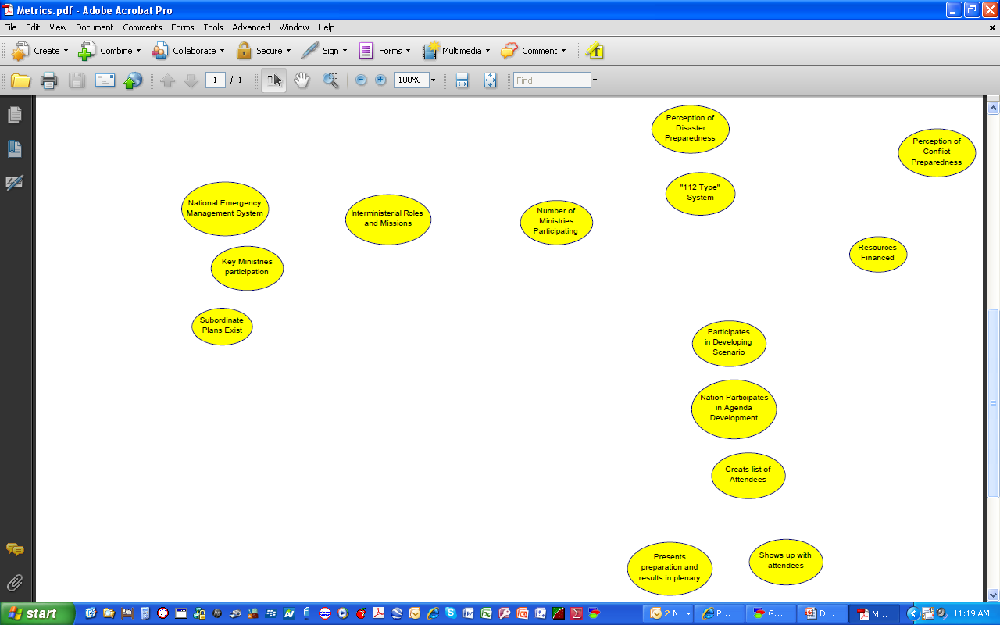 Metrics.pdf - Adobe Acrobat Pro
File Edit View Document Comments Forms Tools Advanced Window Help
Create Combine Collaborate Secure Sign Forms Multimedia Comment
1 / 1 100% Find
Perception of
Disaster
Preparedness
Perception of
Conflict
Preparedness
"112 Type"
System
National Emergency
Management System
Interministerial Roles
and Missions
Number of
Ministries
Participating
Resources
Financed
Key Ministries
participation
Subordinate
Plans Exist
Participates
in Developing
Scenario
Nation Participates
in Agenda
Development
Creats list of
Attendees
Presents
preparation and
results in plenary
Shows up with
attendees
start 2 M P... G... D... M... 11:19 AM